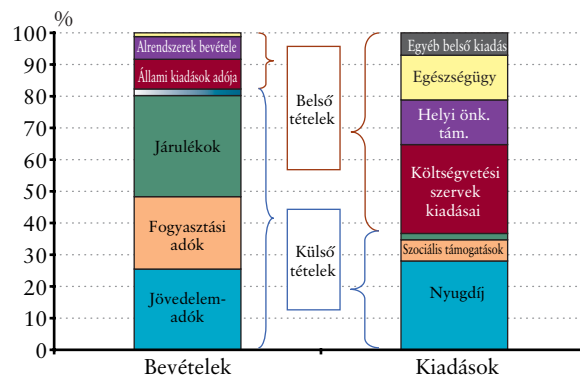 %
100
90
80
70
60
50
40
30
20
10
0
Alrendszerek bevétele
Állami kiadások adója
Járulékok
Fogyasztási
adók
Jövedelem-
adók
Belső
tételek
Külső
tételek
Egyéb belső kiadás
Egészségügy
Helyi önk.
tám.
Költségvetési
szervek
kiadásai
Szociális támogatások
Nyugdíj
Bevételek
Kiadások